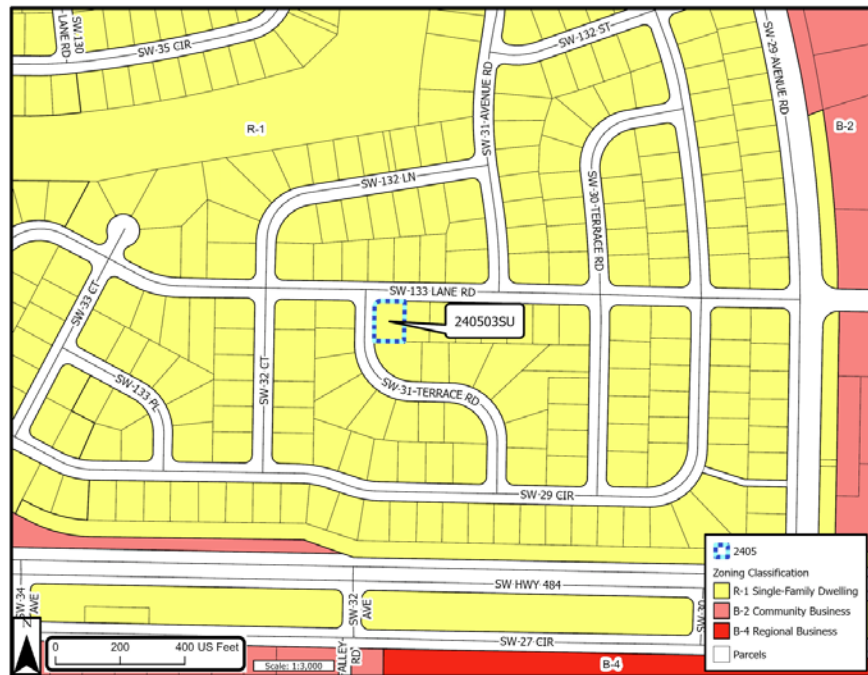 SW 130
LANE RD
SW-35 CIR
SW-132-ST
SW-29 AVENUE RD
SW-31-AVENUE RD
R-1
B-2
SW-132 LN
SW-30-TERRACE-RD
SW-133 LANE RD
240503SU
SW-33 CT
SW-32 CT
SW-31-TERRACE RD
SW-133 PL
SW-29 CIR
SW HWY 484
SW-34
AVE
SW-32
AVE
SW-27 CIR
ALLEY
RD
B-4
N
0 200 400 US Feet
Scale: 1:3,000
2405
Zoning Classification
R-1 Single-Family Dwelling
B-2 Community Business
B-4 Regional Business
Parcels